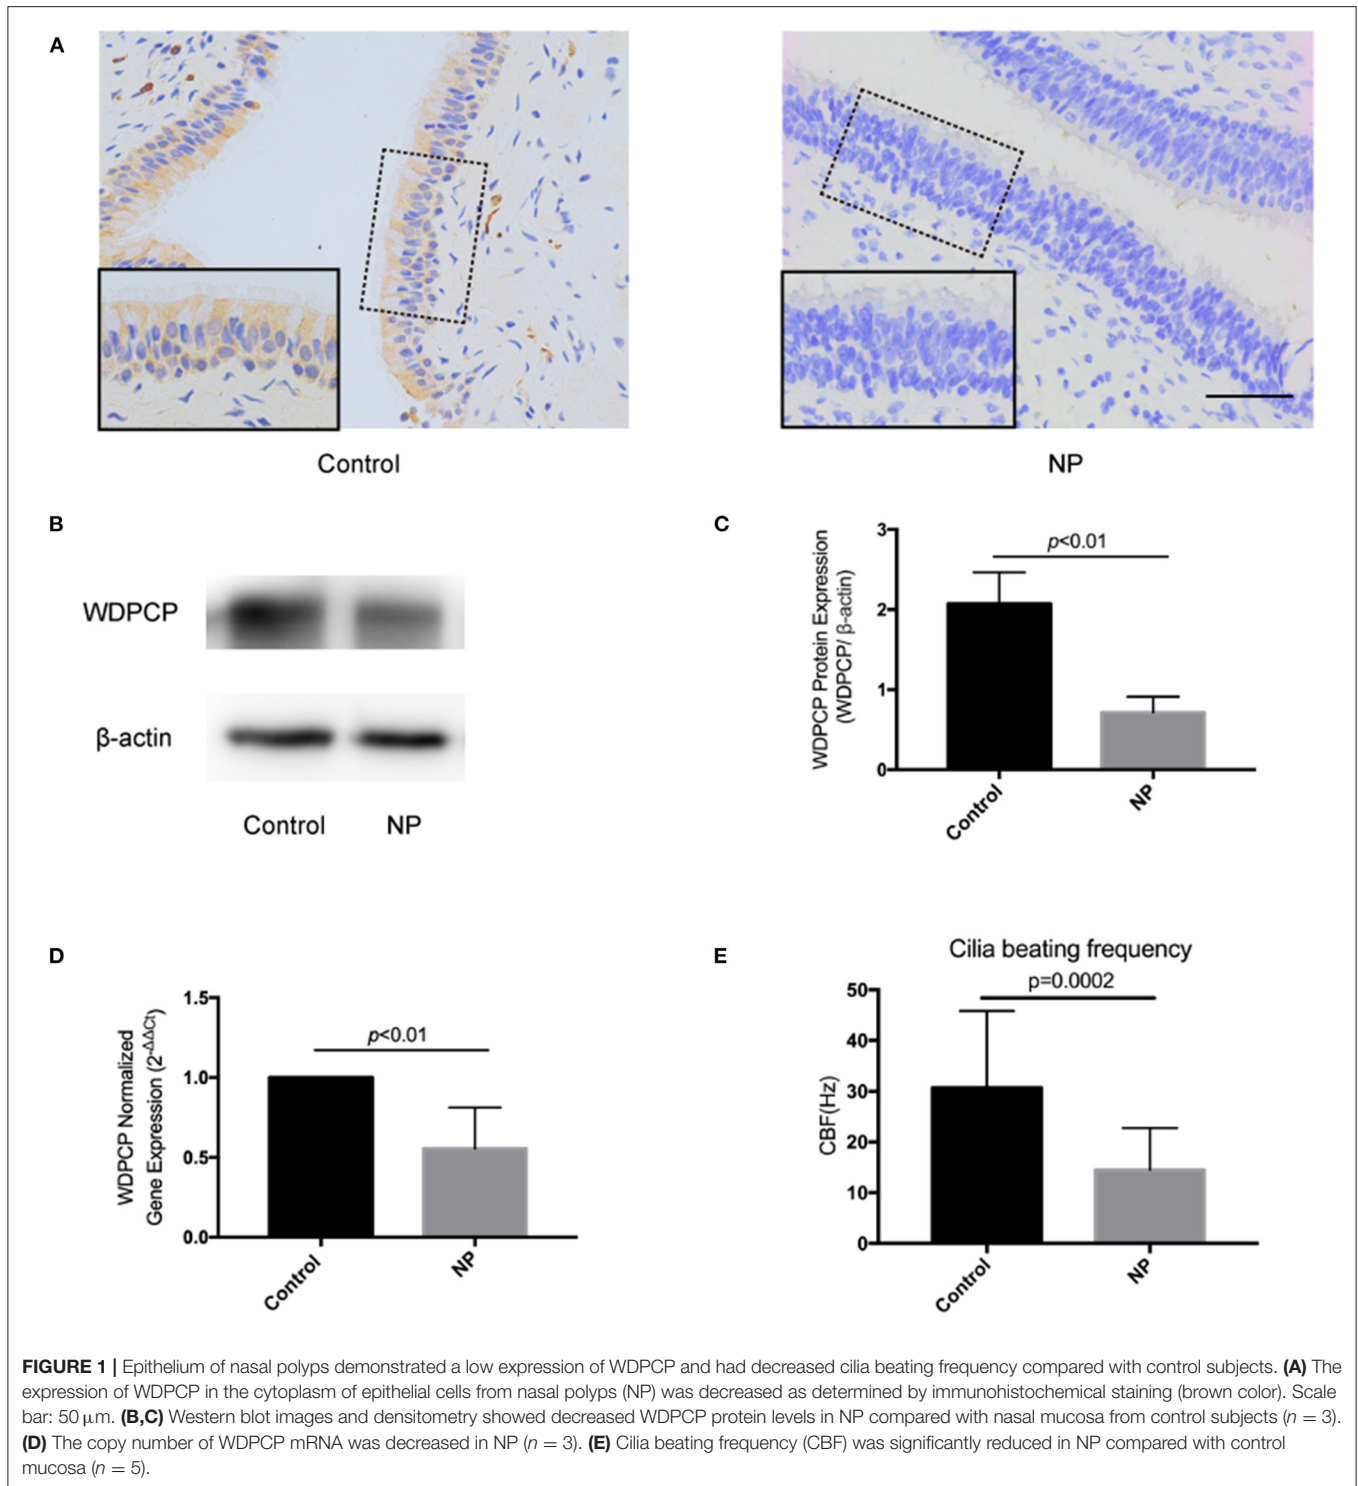 A
Control
NP
B
WDPCP
β-actin
Control
NP
C
WDPCP Protein Expression
(WDPCP/ β-actin)
3
2
1
0
p<0.01
Control
NP
D
WDPCP Normalized
Gene Expression (2-ΔΔCt)
1.5
1.0
0.5
0.0
p<0.01
Control
NP
E
Cilia beating frequency
p=0.0002
CBF(Hz)
50
40
30
20
10
0
Control
NP
FIGURE 1 | Epithelium of nasal polyps demonstrated a low expression of WDPCP and had decreased cilia beating frequency compared with control subjects. (A) The
expression of WDPCP in the cytoplasm of epithelial cells from nasal polyps (NP) was decreased as determined by immunohistochemical staining (brown color). Scale
bar: 50 μm. (B,C) Western blot images and densitometry showed decreased WDPCP protein levels in NP compared with nasal mucosa from control subjects (n = 3).
(D) The copy number of WDPCP mRNA was decreased in NP (n = 3). (E) Cilia beating frequency (CBF) was significantly reduced in NP compared with control
mucosa (n = 5).